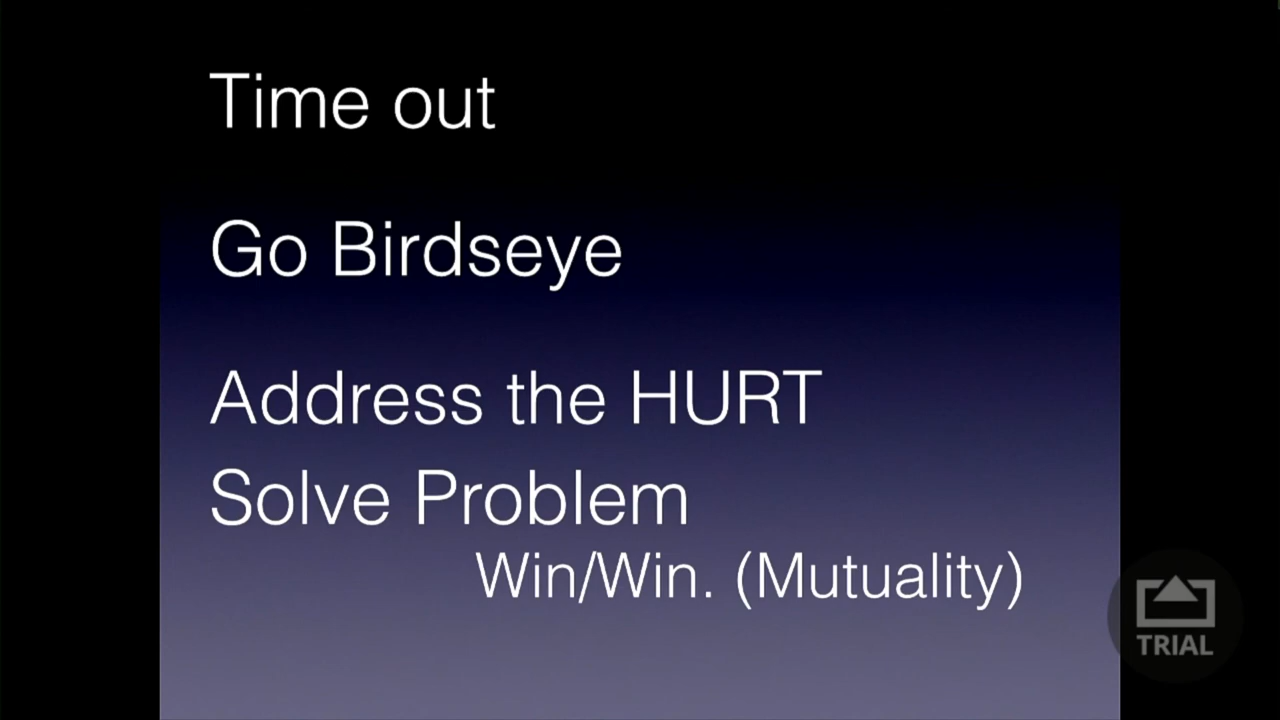 Time out
Go Birdseye
Address the HURT
Solve Problem
Win/Win. (Mutuality)
TRIAL